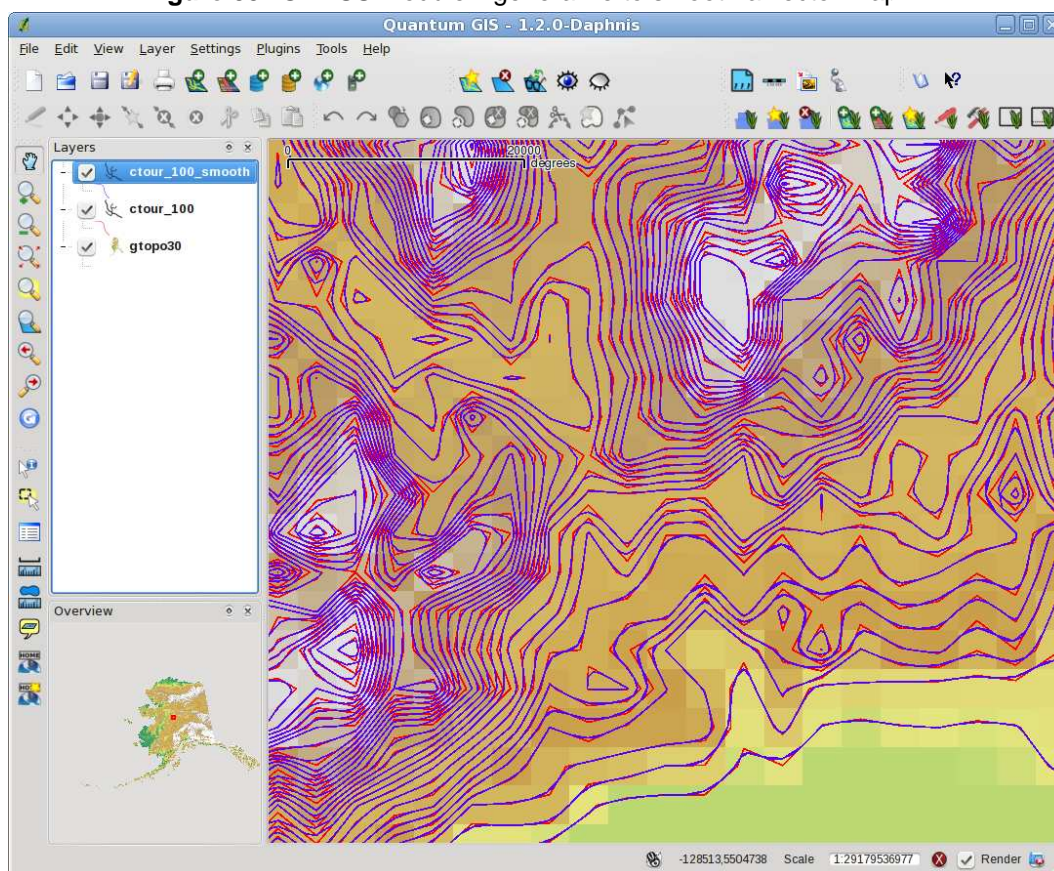 Quantum GIS - 1.2.0-Daphnis
File Edit View Layer Settings Plugins Tools Help
Layers
ctour_100_smooth
ctour_100
gtopo30
0 20000 degrees
Overview
-128513,5504738 Scale 1:29179536977 Render